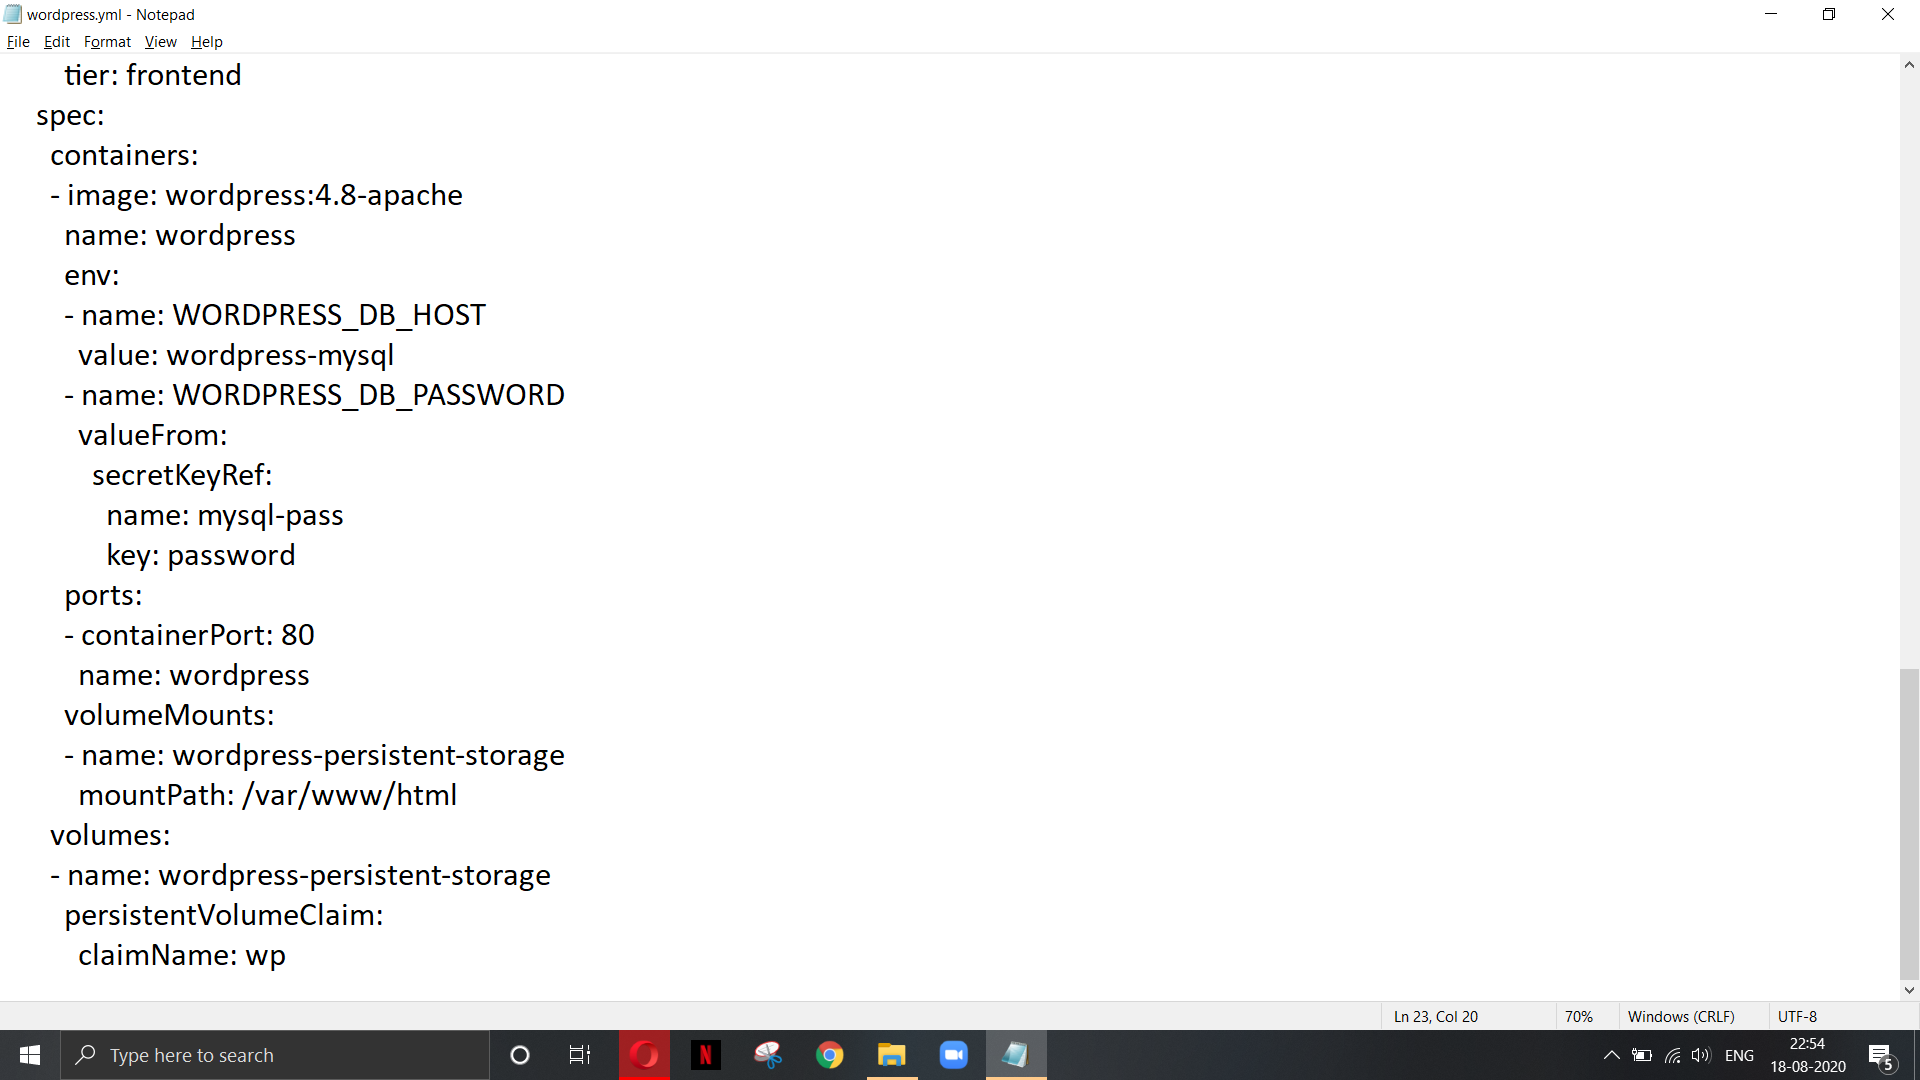 wordpress.yml - Notepad
File Edit Format View Help
tier: frontend
spec:
containers:
- image: wordpress:4.8-apache
name: wordpress
env:
- name: WORDPRESS_DB_HOST
value: wordpress-mysql
- name: WORDPRESS_DB_PASSWORD
valueFrom:
secretKeyRef:
name: mysql-pass
key: password
ports:
- containerPort: 80
name: wordpress
volumeMounts:
- name: wordpress-persistent-storage
mountPath: /var/www/html
volumes:
- name: wordpress-persistent-storage
persistentVolumeClaim:
claimName: wp
Ln 23, Col 20 70% Windows (CRLF) UTF-8
Type here to search
N
ENG
22:54
18-08-2020
5